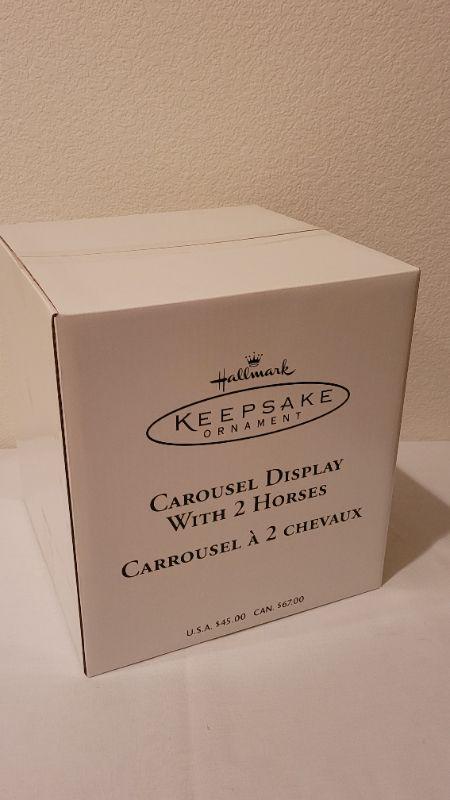 Hallmark
KEEPSAKE
ORNAMENT
CAROUSEL DISPLAY
WITH 2 HORSES
CARROUSEL À 2 CHEVAUX
U.S.A. $45.00 CAN. $67.00